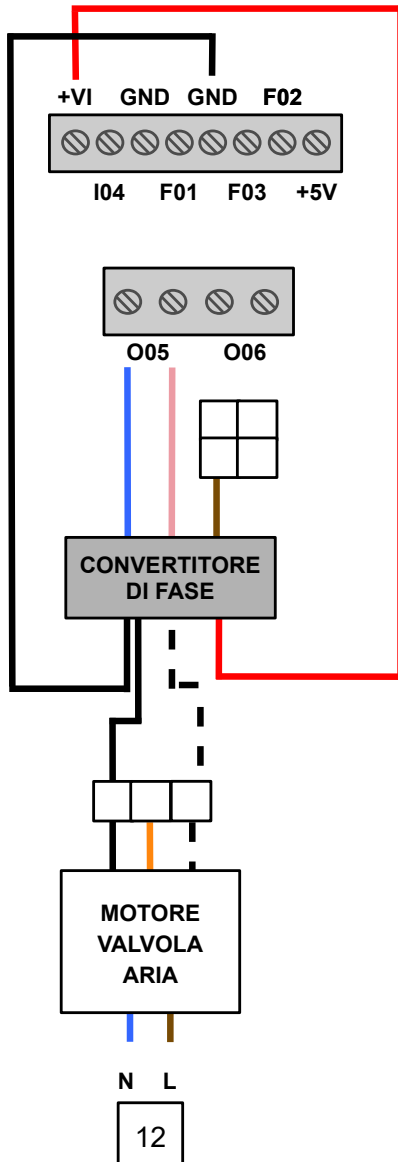 +VI GND GND F02
I04 F01 F03 +5V
O05 O06
CONVERTITORE
DI FASE
MOTORE
VALVOLA
ARIA
N L
12